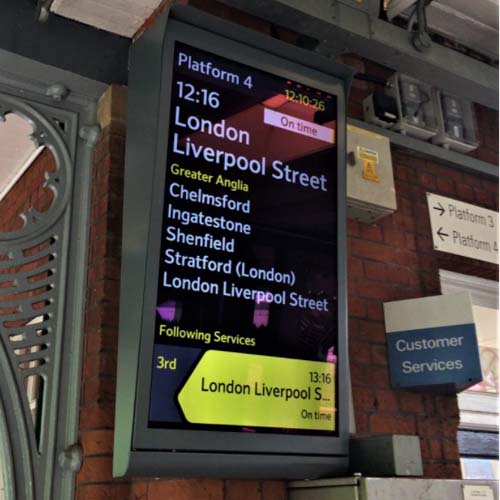 Platform 4 12:10:26
12:16
On time
London
Liverpool Street
Greater Anglia
Chelmsford
Ingatestone
Shenfield
Stratford (London)
London Liverpool Street
Following Services
3rd
13:16
London Liverpool S...
On time
→ Platform 3
← Platform 4
Customer
Services